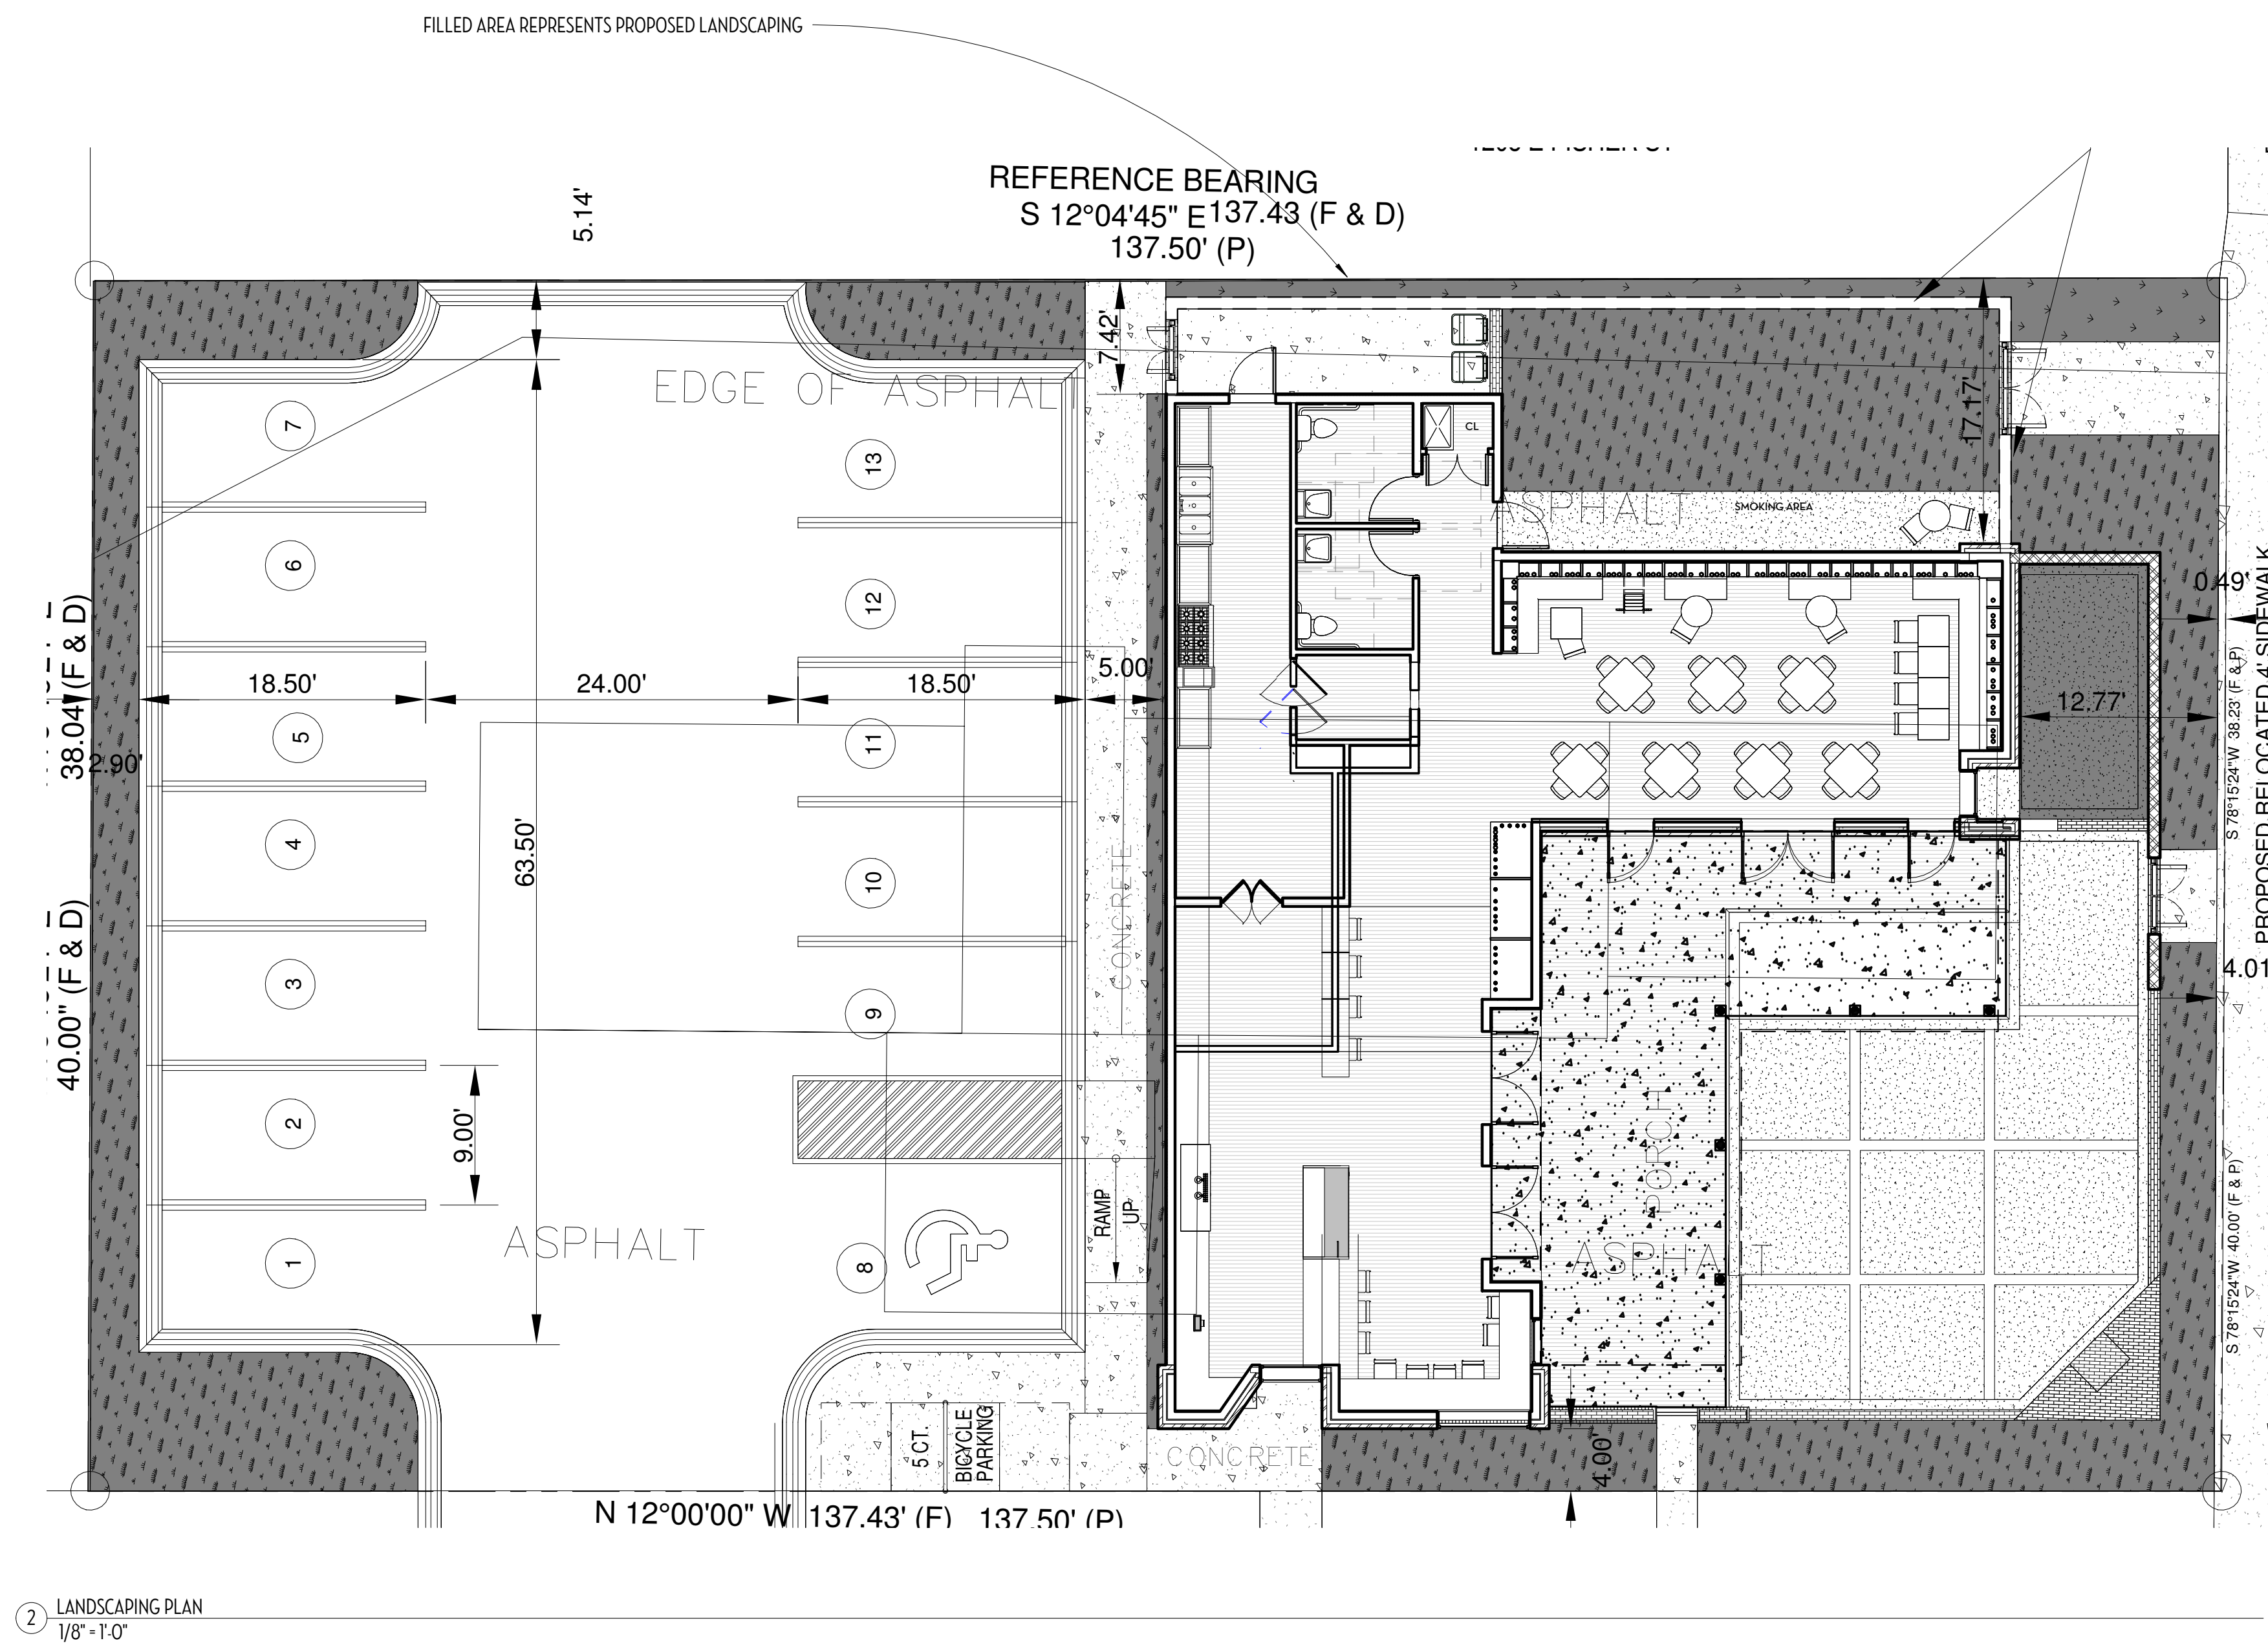 FILLED AREA REPRESENTS PROPOSED LANDSCAPING
REFERENCE BEARING
S 12°04'45" E 137.43 (F & D)
137.50' (P)
5.14'
7.42'
17.17'
EDGE OF ASPHALT
7
6
5
4
3
2
1
13
12
11
10
9
8
CL
ASPHALT
SMOKING AREA
0.49'
38.04 (F & D)
2.90'
18.50'
24.00'
18.50'
5.00'
12.77'
63.50'
40.00" (F & D)
9.00'
CONCRETE
S 78°15'24"W 38.23' (F & P)
PROPOSED RELOCATED 4' SIDEWALK
4.01
S 78°15'24"W 40.00' (F & P)
ASPHALT
RAMP
UP
PORCH
ASPHALT
5 CT.
BICYCLE
PARKING
CONCRETE
4.00'
N 12°00'00" W 137.43' (F) 137.50' (P)
2
LANDSCAPING PLAN
1/8" = 1'-0"